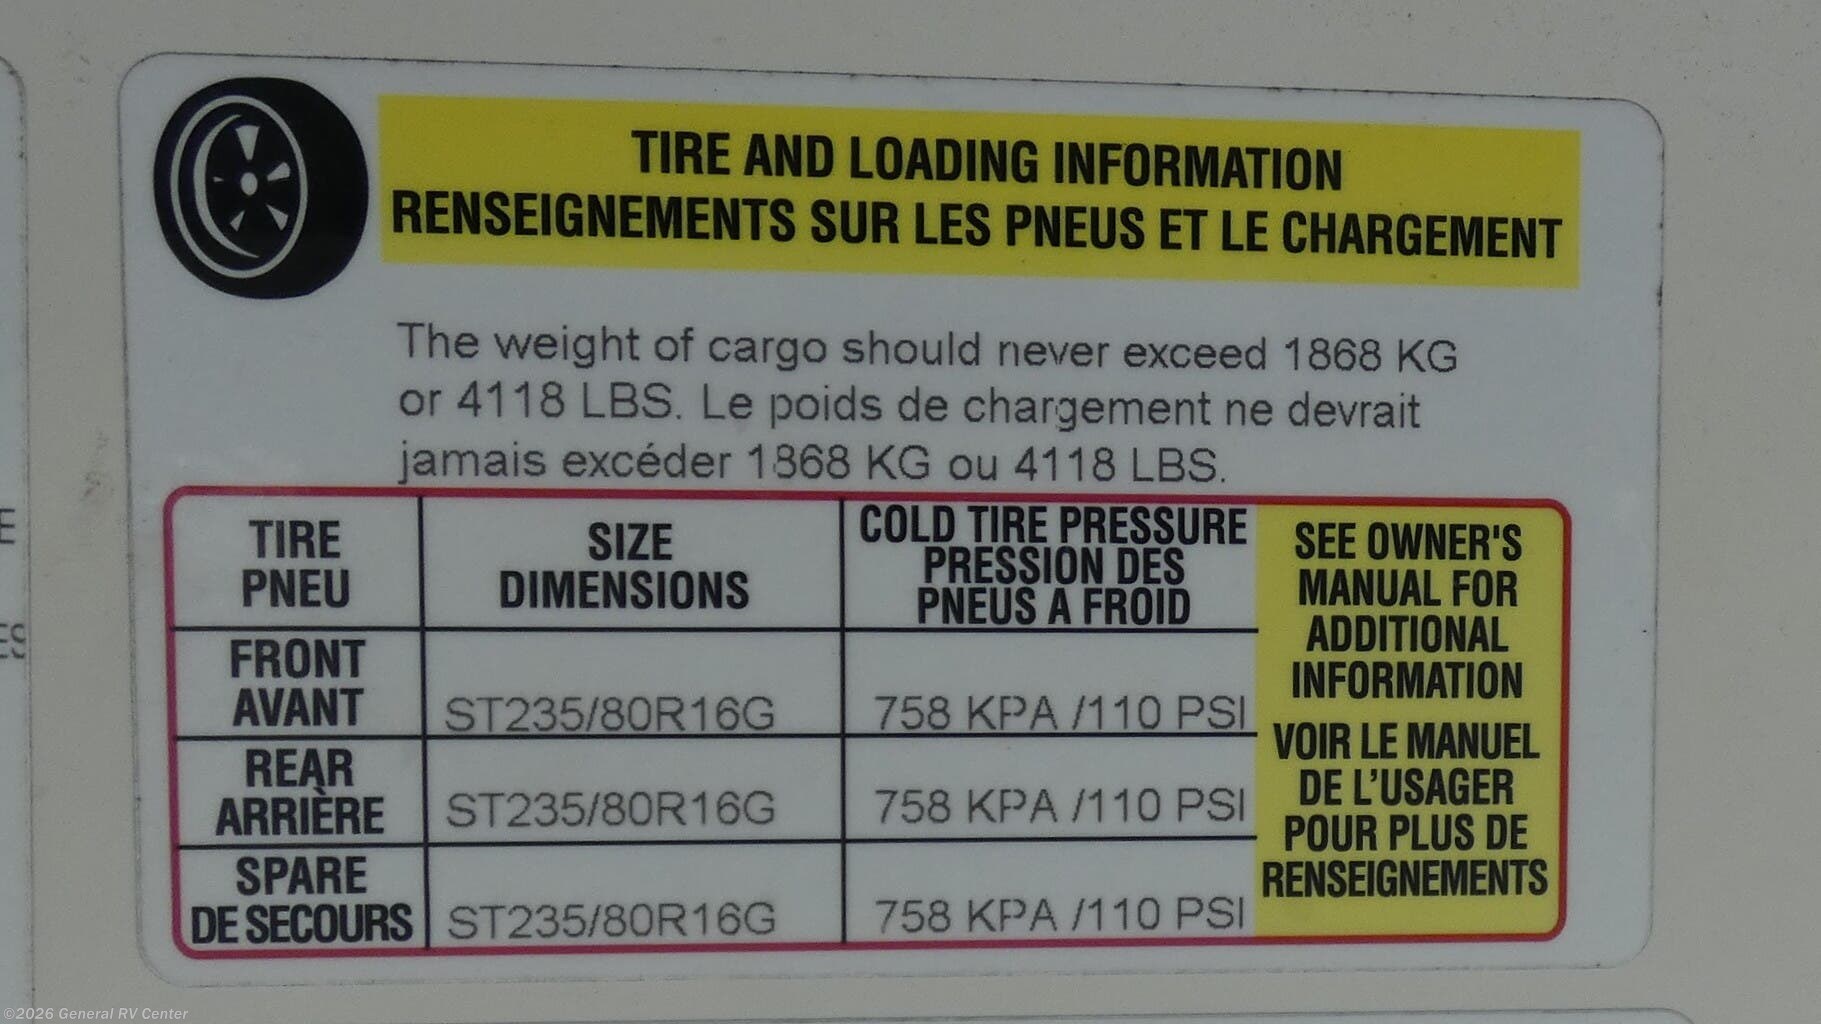 TIRE AND LOADING INFORMATION
RENSEIGNEMENTS SUR LES PNEUS ET LE CHARGEMENT
The weight of cargo should never exceed 1868 KG
or 4118 LBS. Le poids de chargement ne devrait
jamais excéder 1868 KG ou 4118 LBS.
TIRE
PNEU
SIZE
DIMENSIONS
COLD TIRE PRESSURE
PRESSION DES
PNEUS A FROID
FRONT
AVANT
ST235/80R16G
758 KPA /110 PSI
REAR
ARRIÈRE
ST235/80R16G
758 KPA /110 PSI
SPARE
DE SECOURS
ST235/80R16G
758 KPA /110 PSI
SEE OWNER'S
MANUAL FOR
ADDITIONAL
INFORMATION
VOIR LE MANUEL
DE L'USAGER
POUR PLUS DE
RENSEIGNEMENTS
©2026 General RV Center